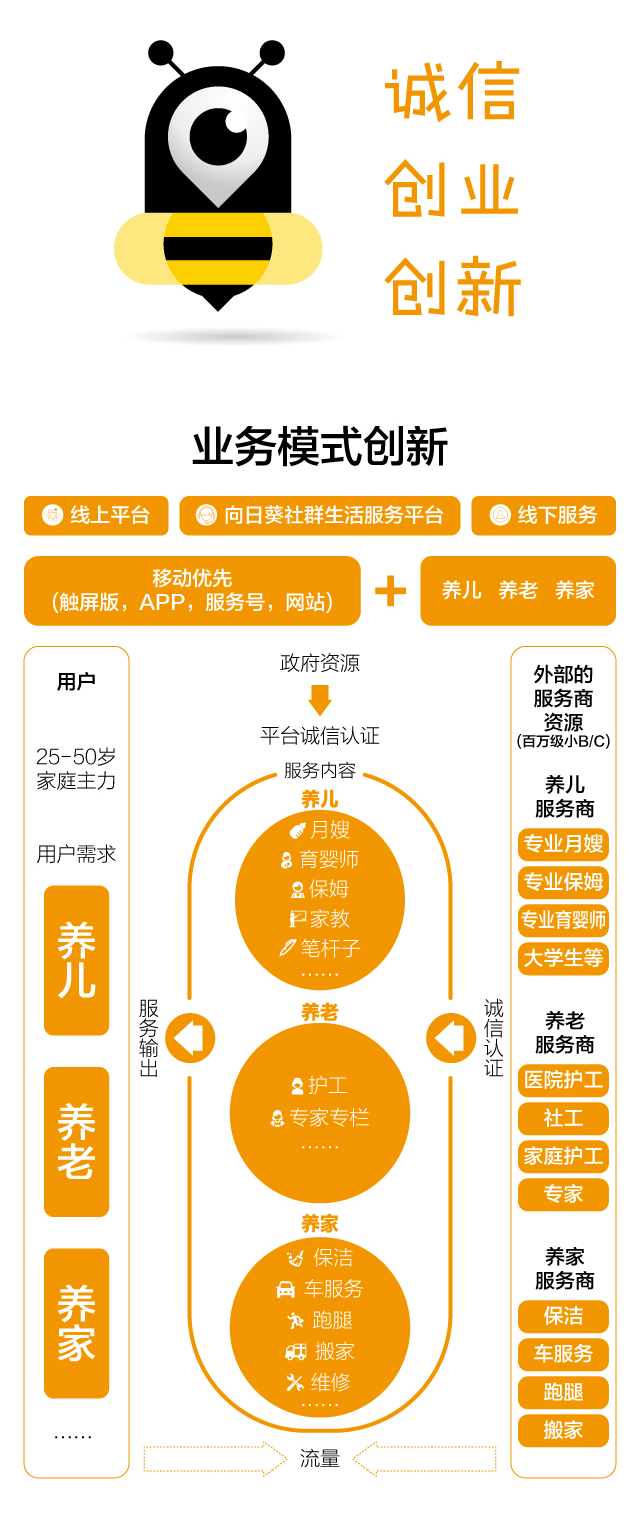 诚信
创业
创新
业务模式创新
线上平台
向日葵社群生活服务平台
线下服务
移动优先
(触屏版，APP，服务号，网站)
+
养儿 养老 养家
用户
25-50岁
家庭主力
用户需求
养儿
养老
养家
……
政府资源
平台诚信认证
服务内容
养儿
月嫂
育婴师
保姆
家教
笔杆子
……
服务输出
诚信认证
养老
护工
专家专栏
……
养家
保洁
车服务
跑腿
搬家
维修
……
流量
外部的
服务商
资源
(百万级小B/C)
养儿
服务商
专业月嫂
专业保姆
专业育婴师
大学生等
养老
服务商
医院护工
社工
家庭护工
专家
养家
服务商
保洁
车服务
跑腿
搬家